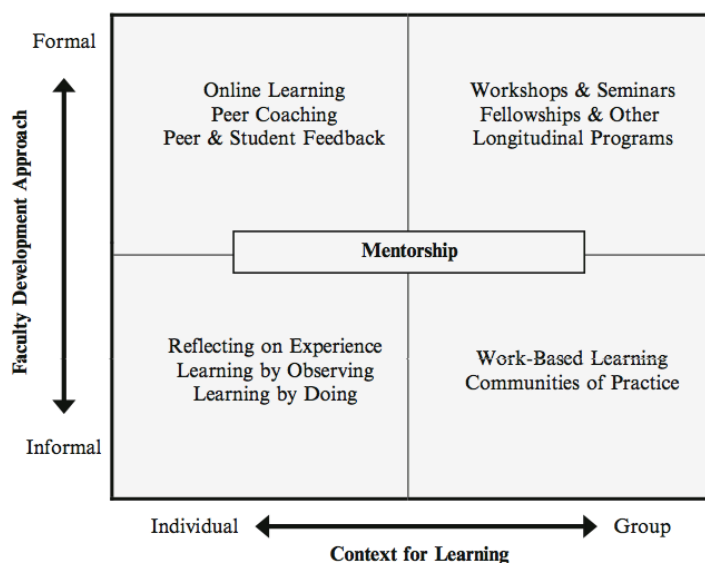 Formal
Online Learning
Peer Coaching
Peer & Student Feedback
Workshops & Seminars
Fellowships & Other
Longitudinal Programs
Faculty Development Approach
Mentorship
Reflecting on Experience
Learning by Observing
Learning by Doing
Work-Based Learning
Communities of Practice
Informal
Individual
Group
Context for Learning